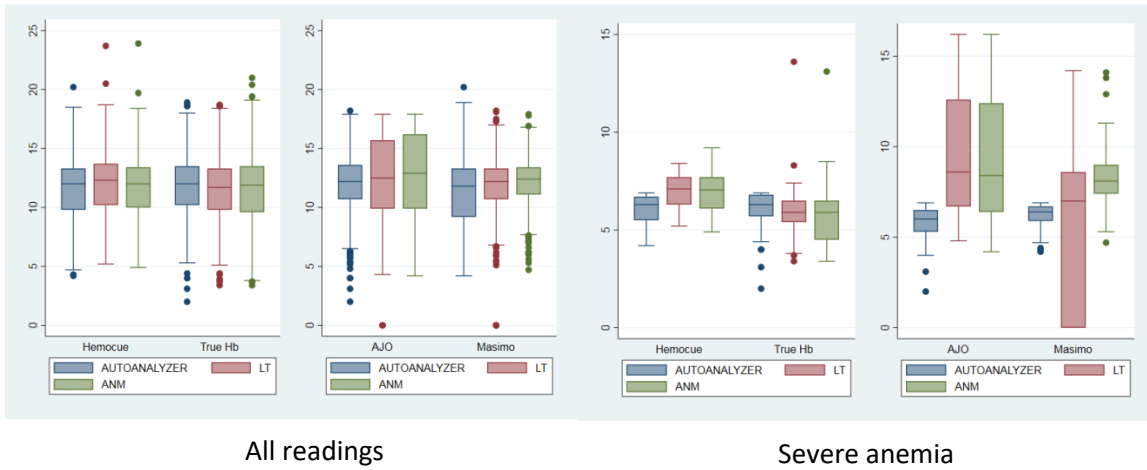 25
20
15
10
5
0
Hemocue
True Hb
AUTOANALYZER
LT
ANM
25
20
15
10
5
0
AJO
Masimo
AUTOANALYZER
LT
ANM
15
10
5
0
Hemocue
True Hb
AUTOANALYZER
LT
ANM
15
10
5
0
AJO
Masimo
AUTOANALYZER
LT
ANM
All readings
Severe anemia